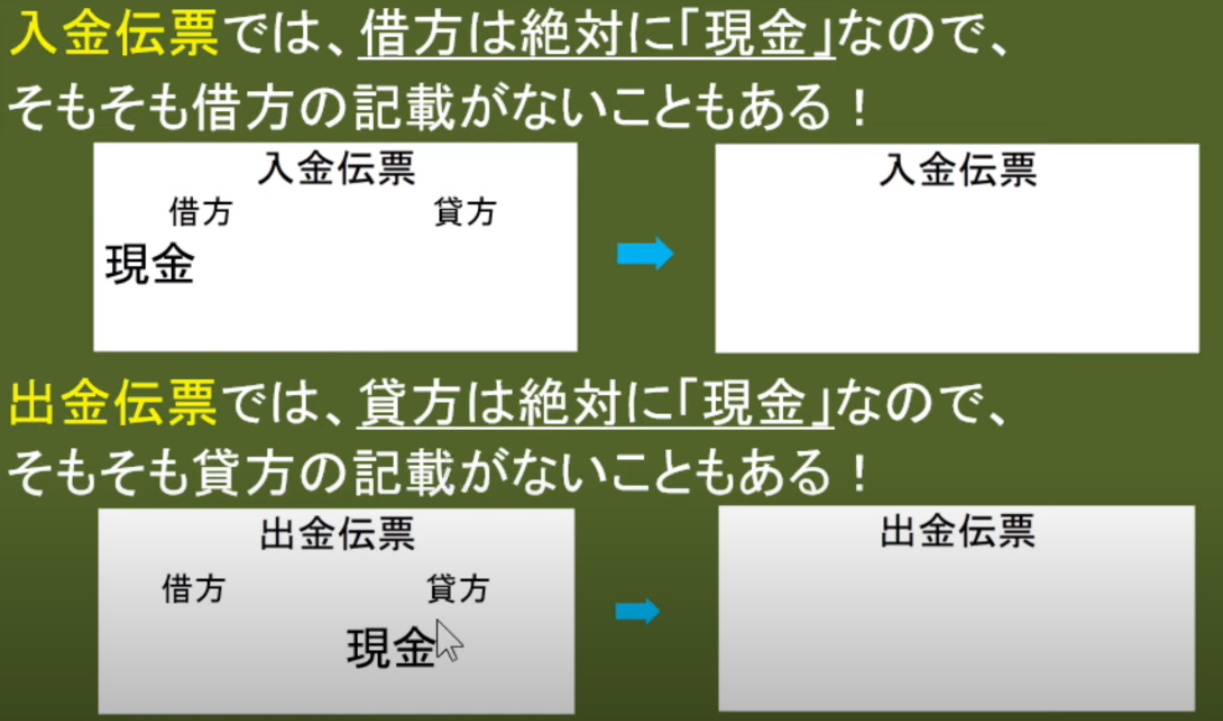 入金伝票では、借方は絶対に「現金」なので、
そもそも借方の記載がないこともある！
入金伝票
借方 貸方
現金
入金伝票
出金伝票では、貸方は絶対に「現金」なので、
そもそも貸方の記載がないこともある！
出金伝票
借方 貸方
現金
出金伝票